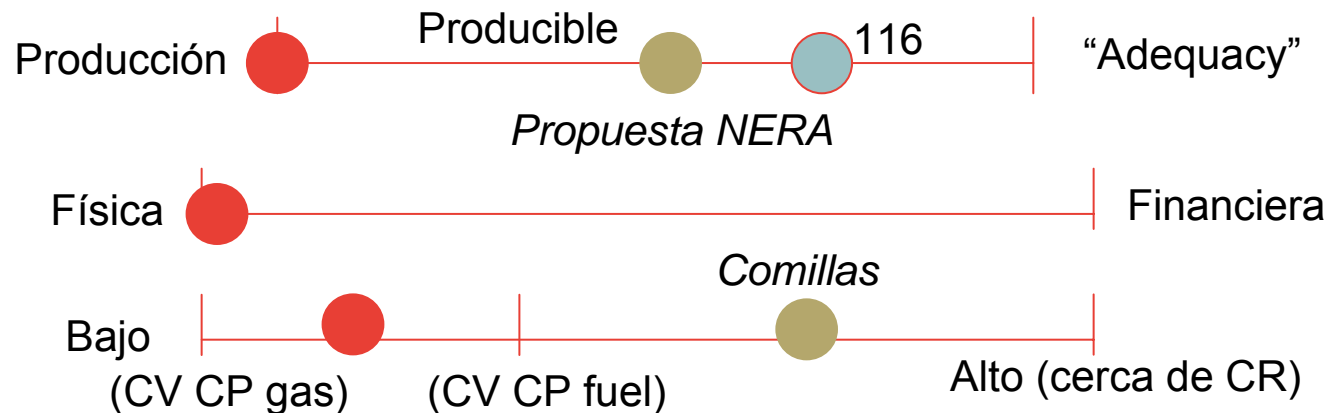 Producción Producible 116 “Adequacy”
Propuesta NERA
Física Financiera
Comillas
Bajo
(CV CP gas) (CV CP fuel) Alto (cerca de CR)